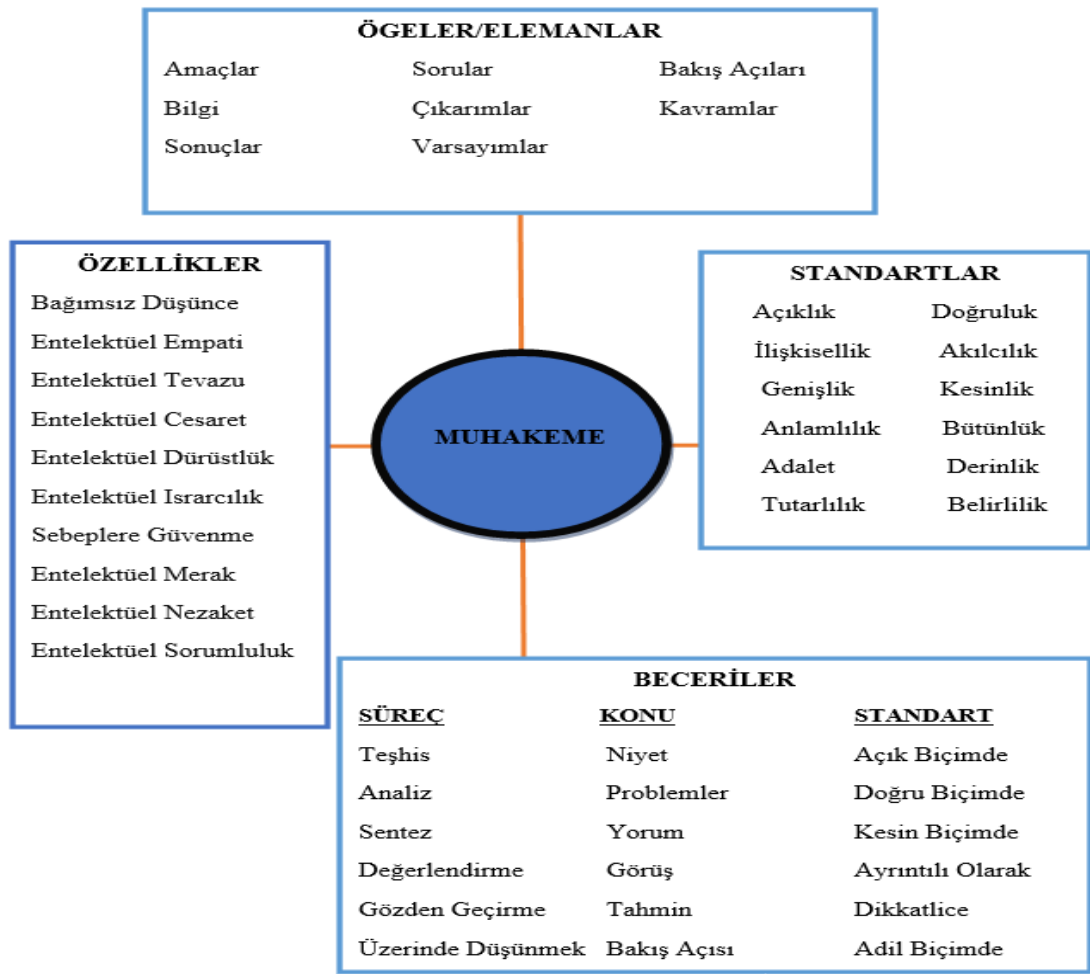 ÖGELER/ELEMANLAR
Amaçlar Sorular Bakış Açıları
Bilgi Çıkarımlar Kavramlar
Sonuçlar Varsayımlar
ÖZELLİKLER
Bağımsız Düşünce
Entelektüel Empati
Entelektüel Tevazu
Entelektüel Cesaret
Entelektüel Dürüstlük
Entelektüel Israrcılık
Sebeplere Güvenme
Entelektüel Merak
Entelektüel Nezaket
Entelektüel Sorumluluk
MUHAKEME
STANDARTLAR
Açıklık Doğruluk
İlişkisellik Akılcılık
Genişlik Kesinlik
Anlamlılık Bütünlük
Adalet Derinlik
Tutarlılık Belirlilik
BECERİLER
SÜREÇ KONU STANDART
Teşhis Niyet Açık Biçimde
Analiz Problemler Doğru Biçimde
Sentez Yorum Kesin Biçimde
Değerlendirme Görüş Ayrıntılı Olarak
Gözden Geçirme Tahmin Dikkatlice
Üzerinde Düşünmek Bakış Açısı Adil Biçimde